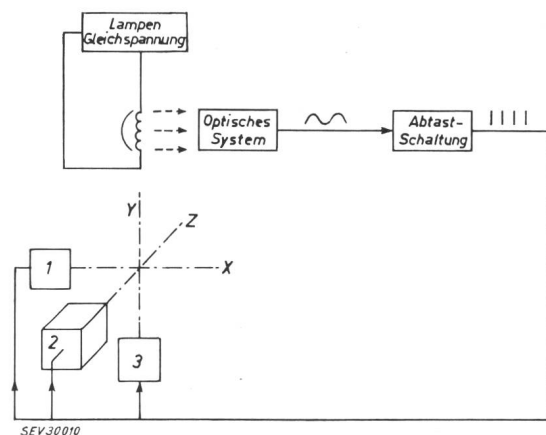 Lampen
Gleichspannung
Optisches
System
Abtast-
Schaltung
Y
Z
1
X
2
3
SEV30010